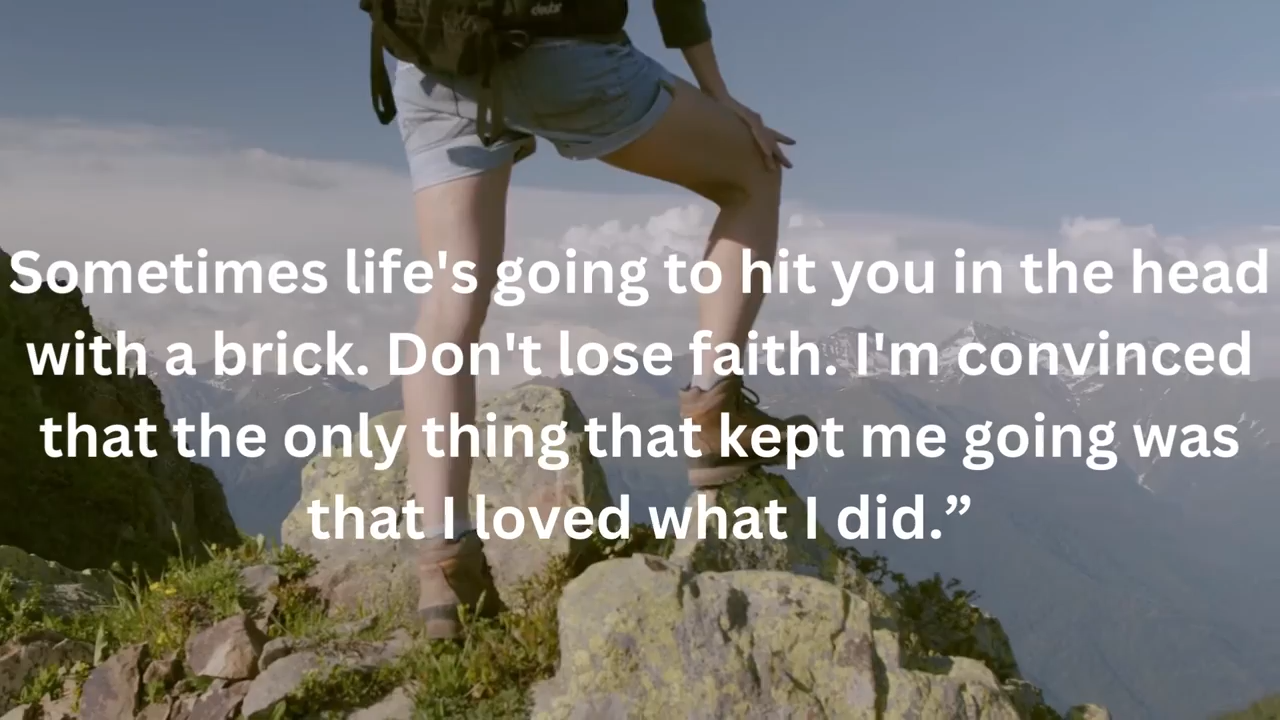 Sometimes life's going to hit you in the head
with a brick. Don't lose faith. I'm convinced
that the only thing that kept me going was
that I loved what I did.”